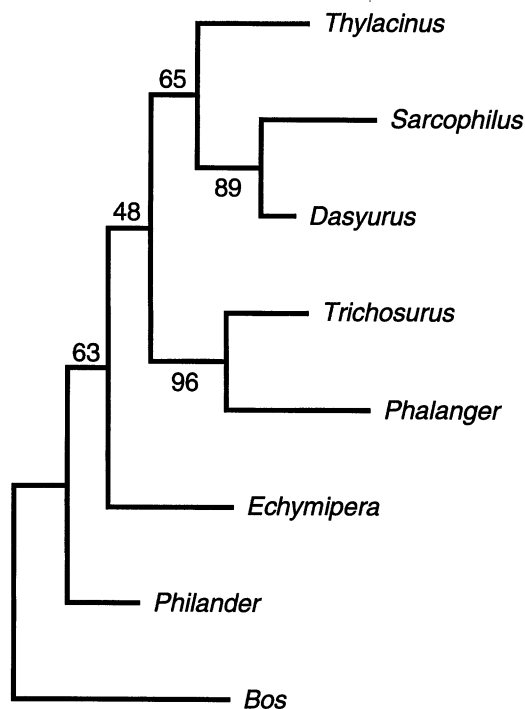 Thylacinus
65
Sarcophilus
89
Dasyurus
48
Trichosurus
63
96
Phalanger
Echymipera
Philander
Bos